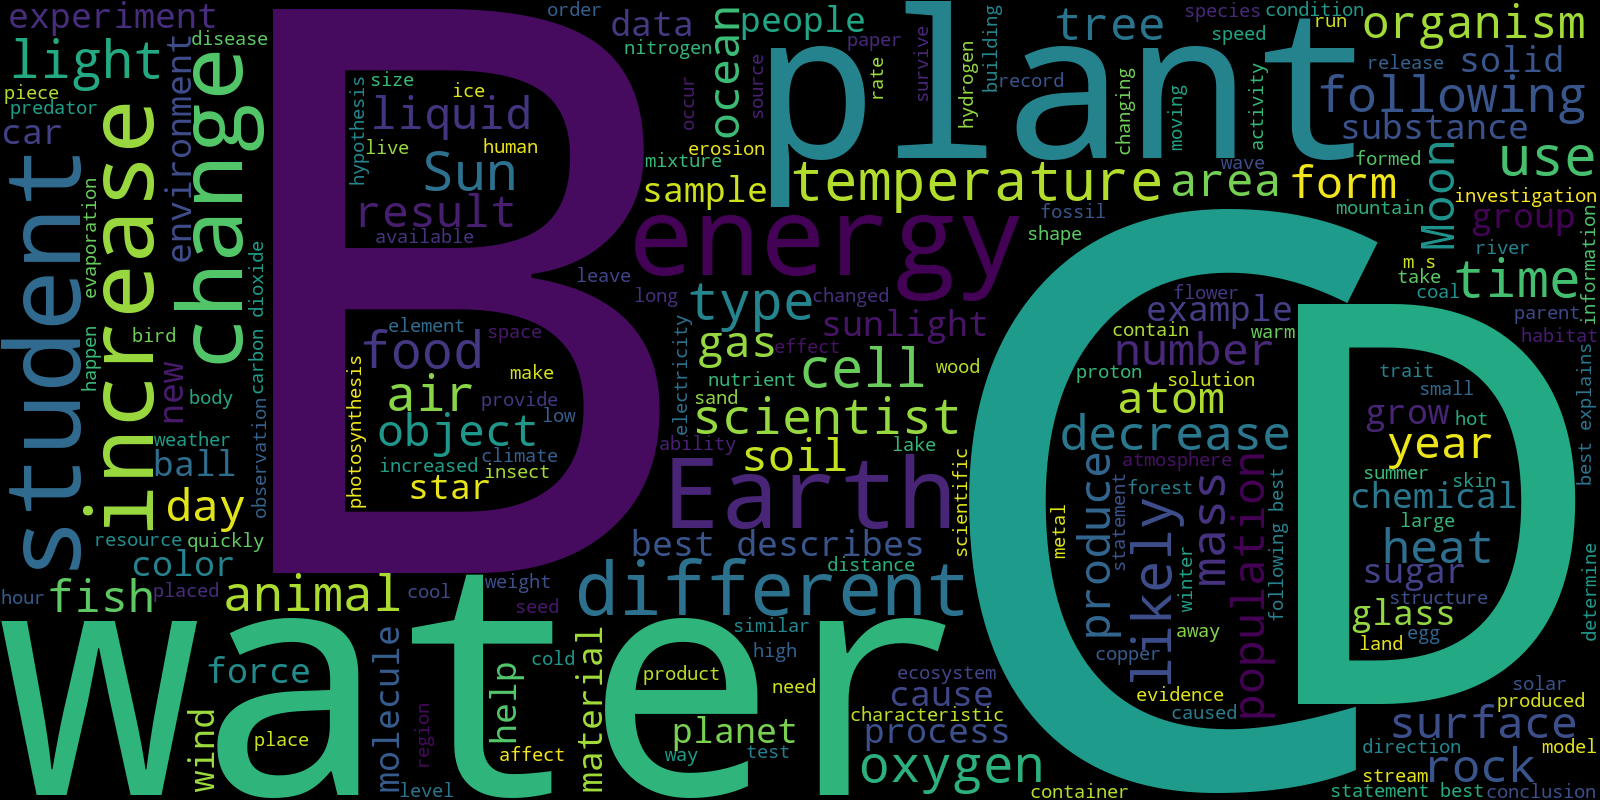 experiment
light
piece
predator
car
disease
environment
change
increase
student
evaporation
happen
bird
new
body
carbon dioxide
observation
weather
ball
day
resource
quickly
color
hour
fish
placed
animal
B
size
ice
hypothesis
liquid
live
human
Sun
result
available
element
space
food
photosynthesis
air
make
provide
object
low
increased
climate
insect
star
order
data
people
nitrogen
ocean
paper
occur
source
mixture
erosion
sample
plant
tree
species
condition
run
speed
building
rate
survive
hydrogen
record
changing
moving
activity
wave
organism
release
solid
following
substance
formed
use
Moon
investigation
temperature
area
form
mountain
group
information
fossil
shape
river
m s
take
time
coal
parent
habitat
energy
leave
long
type
changed
sunlight
gas
effect
electricity
nutrient
cell
wood
sand
scientist
ability
soil
lake
Earth
scientific
best describes
distance
different
C
flower
example
contain
warm
number
proton
solution
atom
decrease
atmosphere
produce
statement
forest
likely
mass
population
following best
metal
winter
away
copper
evidence
caused
D
trait
small
grow
hot
year
summer
skin
chemical
large
heat
sugar
structure
glass
egg
land
best explains
determine
water
weight
cool
seed
similar
high
force
wind
place
molecule
region
level
help
cold
affect
material
product
need
planet
way
test
ecosystem
cause
characteristic
process
oxygen
container
solar
produced
surface
direction
model
rock
stream
statement best
conclusion